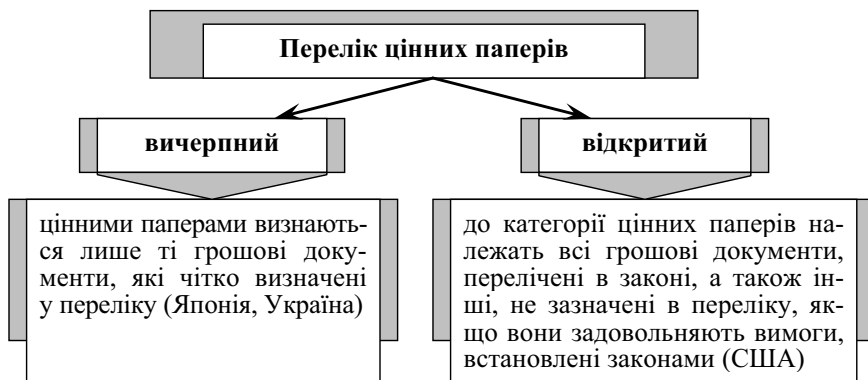 Перелік цінних паперів
вичерпний
відкритий
цінними паперами визнають-
ся лише ті грошові доку-
менти, які чітко визначені
у переліку (Японія, Україна)
до категорії цінних паперів на-
лежать всі грошові документи,
перелічені в законі, а також ін-
ші, не зазначені в переліку, як-
що вони задовольняють вимоги,
встановлені законами (США)